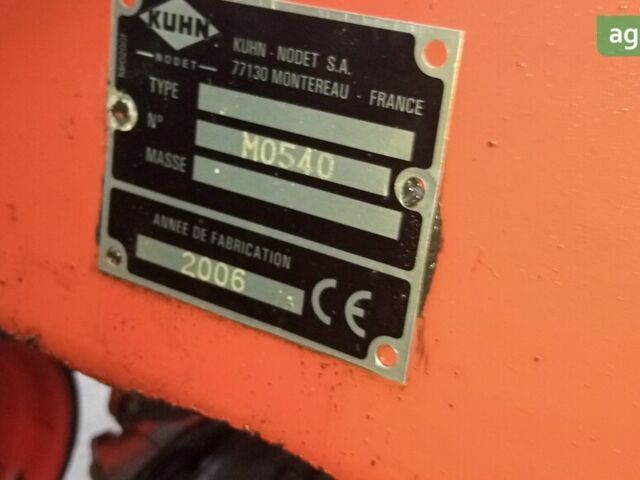 KUHN
NODET
KUHN - NODET S.A.
77130 MONTEREAU - FRANCE
TYPE
N° M0540
MASSE
ANNEE DE FABRICATION
2006
CE
ag